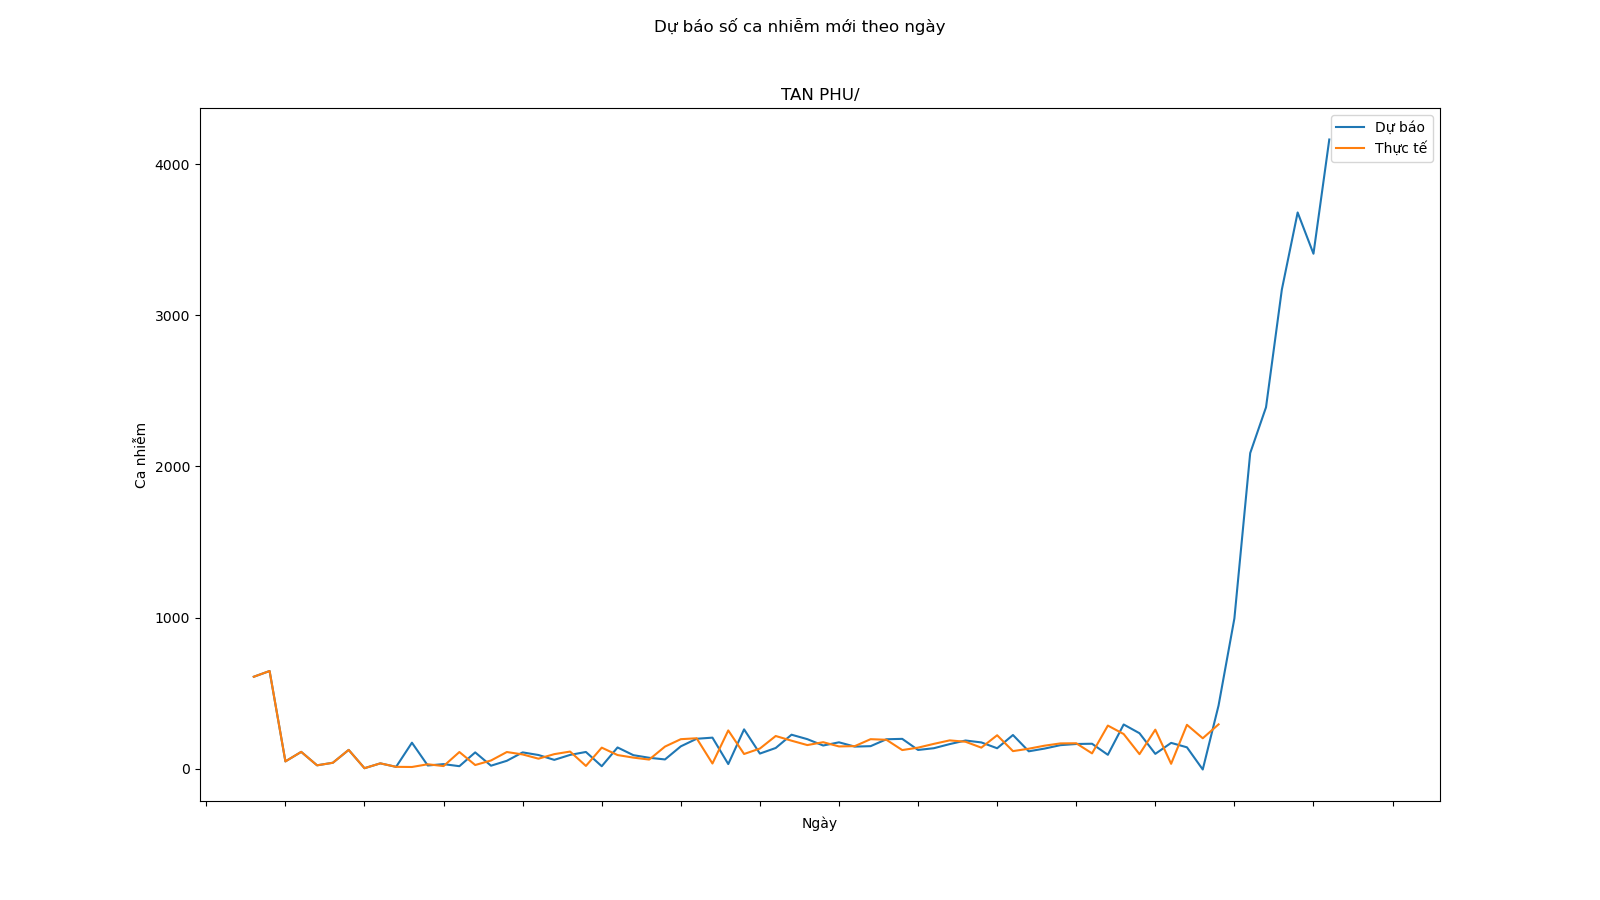 Dự báo số ca nhiễm mới theo ngày
TAN PHU/
Dự báo
Thực tế
4000
3000
2000
1000
0
Ca nhiễm
Ngày